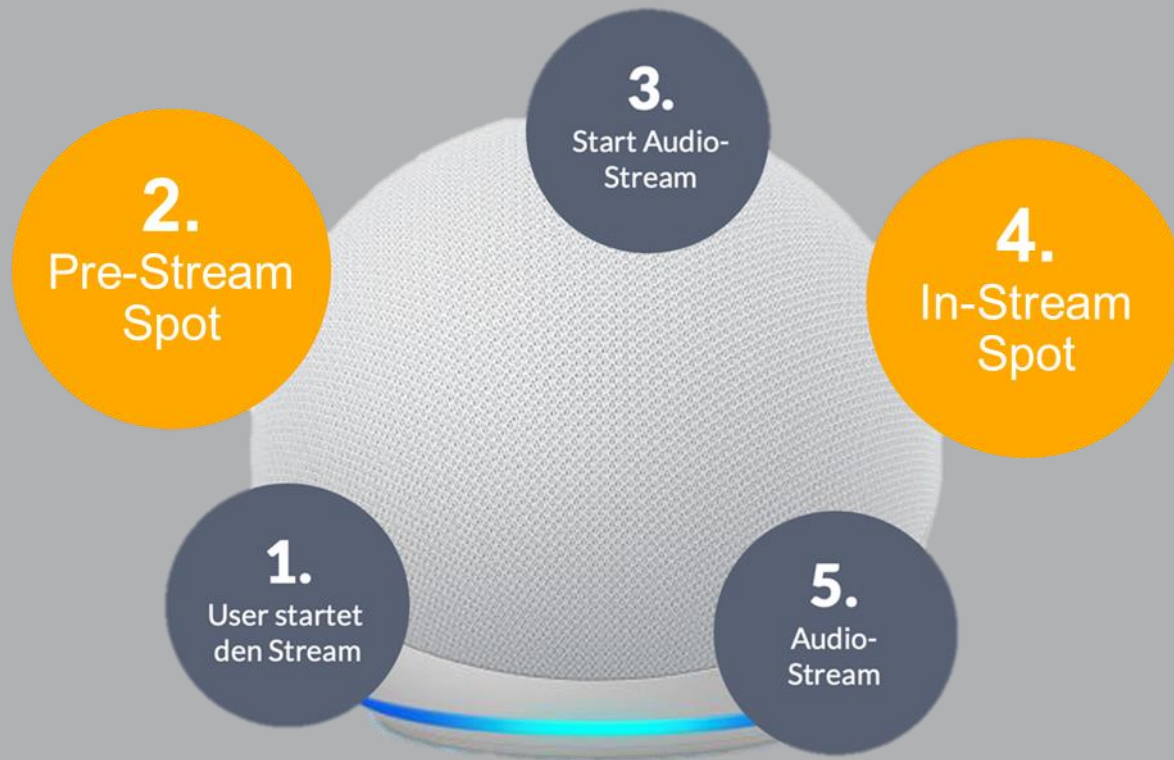 1.
User startet
den Stream
2.
Pre-Stream
Spot
3.
Start Audio-
Stream
4.
In-Stream
Spot
5.
Audio-
Stream